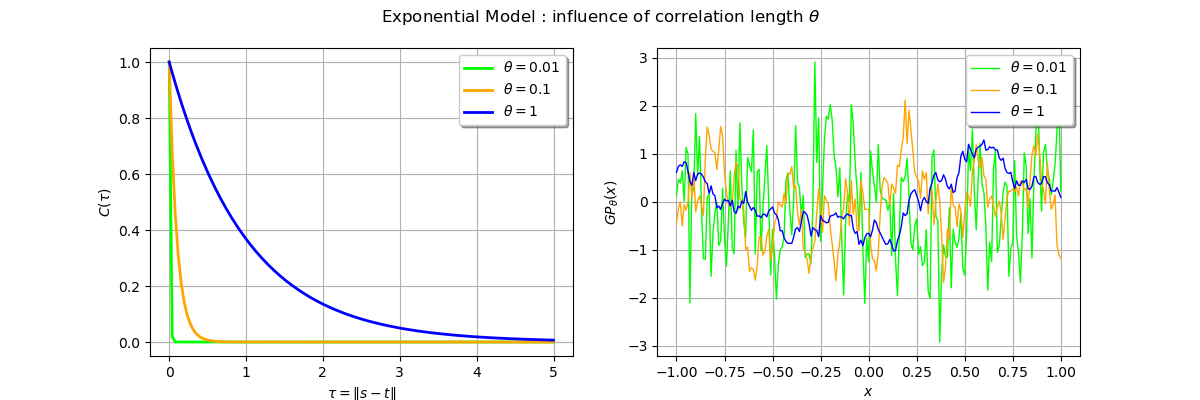 Exponential Model : influence of correlation length θ
C(τ)
1.0
0.8
0.6
0.4
0.2
0.0
0 1 2 3 4 5
τ = ‖s − t‖
θ = 0.01
θ = 0.1
θ = 1
GP_θ(x)
3
2
1
0
−1
−2
−3
−1.00 −0.75 −0.50 −0.25 0.00 0.25 0.50 0.75 1.00
x
θ = 0.01
θ = 0.1
θ = 1